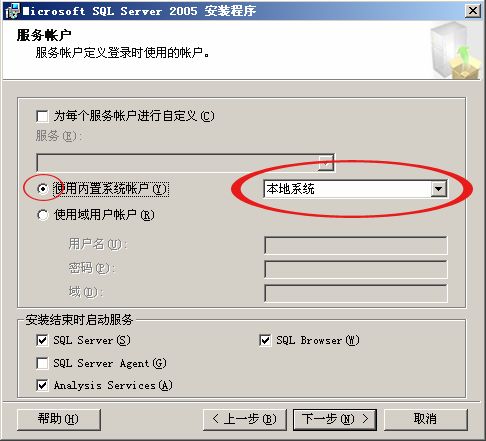 Microsoft SQL Server 2005 安装程序
服务帐户
服务帐户定义登录时使用的帐户。
为每个服务帐户进行自定义(C)
服务(E):
使用内置系统帐户(Y)
本地系统
使用域用户帐户(R)
用户名(U):
密码(P):
域(D):
安装结束时启动服务
SQL Server(S)
SQL Browser(W)
SQL Server Agent(G)
Analysis Services(A)
帮助(H)
< 上一步(B)
下一步(N) >
取消